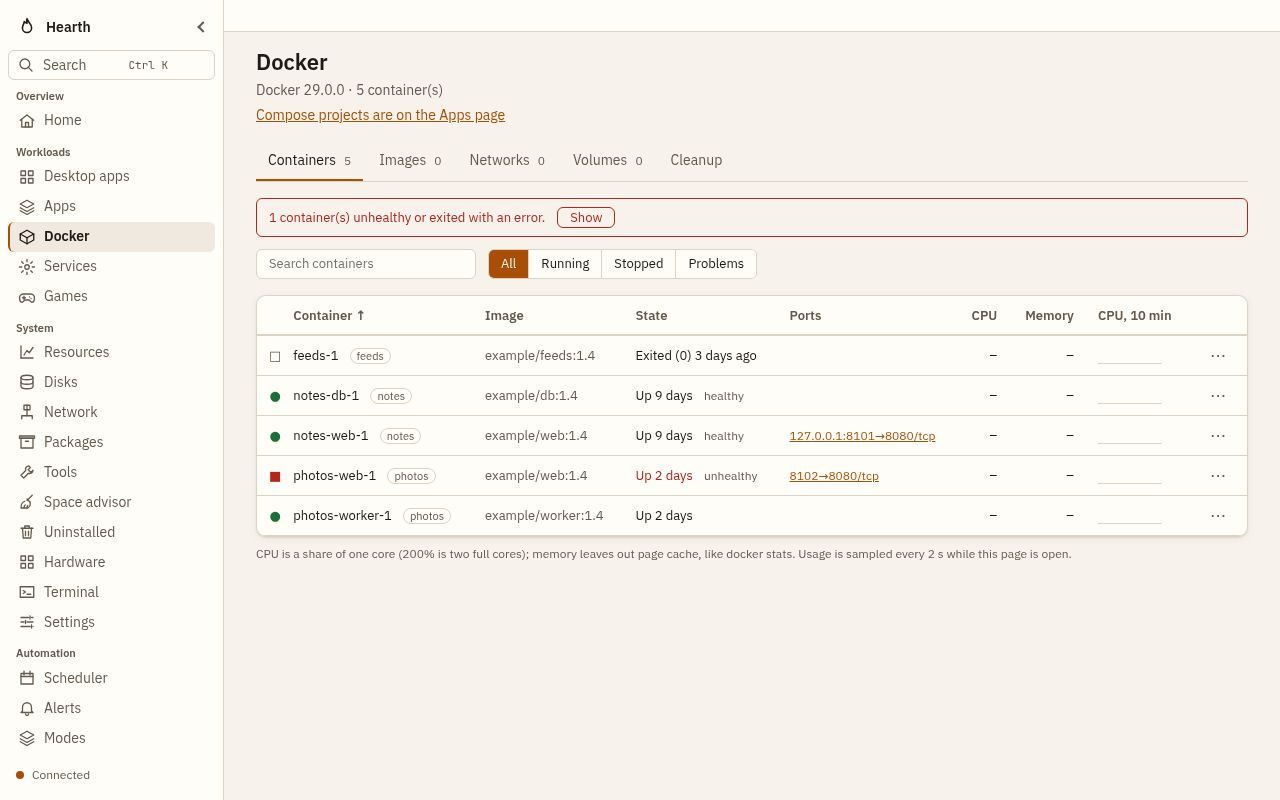 Hearth
Search Ctrl K
Overview
Home
Workloads
Desktop apps
Apps
Docker
Services
Games
System
Resources
Disks
Network
Packages
Tools
Space advisor
Uninstalled
Hardware
Terminal
Settings
Automation
Scheduler
Alerts
Modes
Connected
Docker
Docker 29.0.0 · 5 container(s)
Compose projects are on the Apps page
Containers 5 Images 0 Networks 0 Volumes 0 Cleanup
1 container(s) unhealthy or exited with an error. Show
Search containers All Running Stopped Problems
Container ↑ Image State Ports CPU Memory CPU, 10 min
feeds-1 feeds example/feeds:1.4 Exited (0) 3 days ago – – ···
notes-db-1 notes example/db:1.4 Up 9 days healthy – – ···
notes-web-1 notes example/web:1.4 Up 9 days healthy 127.0.0.1:8101→8080/tcp – – ···
photos-web-1 photos example/web:1.4 Up 2 days unhealthy 8102→8080/tcp – – ···
photos-worker-1 photos example/worker:1.4 Up 2 days – – ···
CPU is a share of one core (200% is two full cores); memory leaves out page cache, like docker stats. Usage is sampled every 2 s while this page is open.